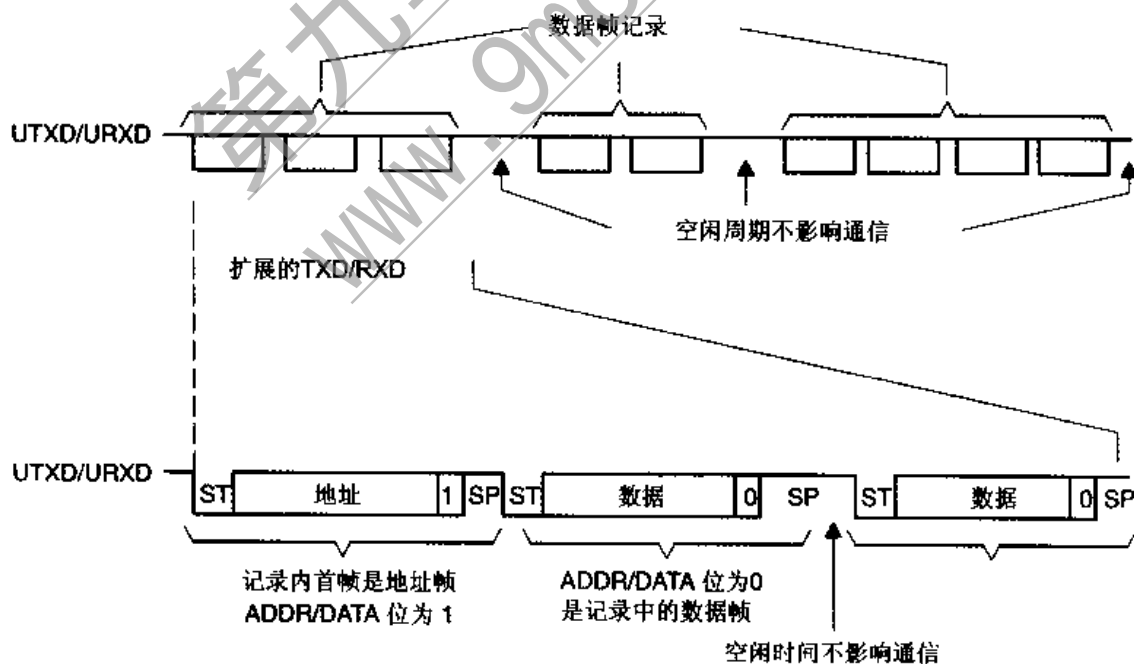 第九
www.9mc
数据帧记录
UTXD/URXD
空闲周期不影响通信
扩展的TXD/RXD
UTXD/URXD
ST 地址 1 SP ST 数据 0 SP ST 数据 0 SP
记录内首帧是地址帧
ADDR/DATA 位为 1
ADDR/DATA 位为0
是记录中的数据帧
空闲时间不影响通信